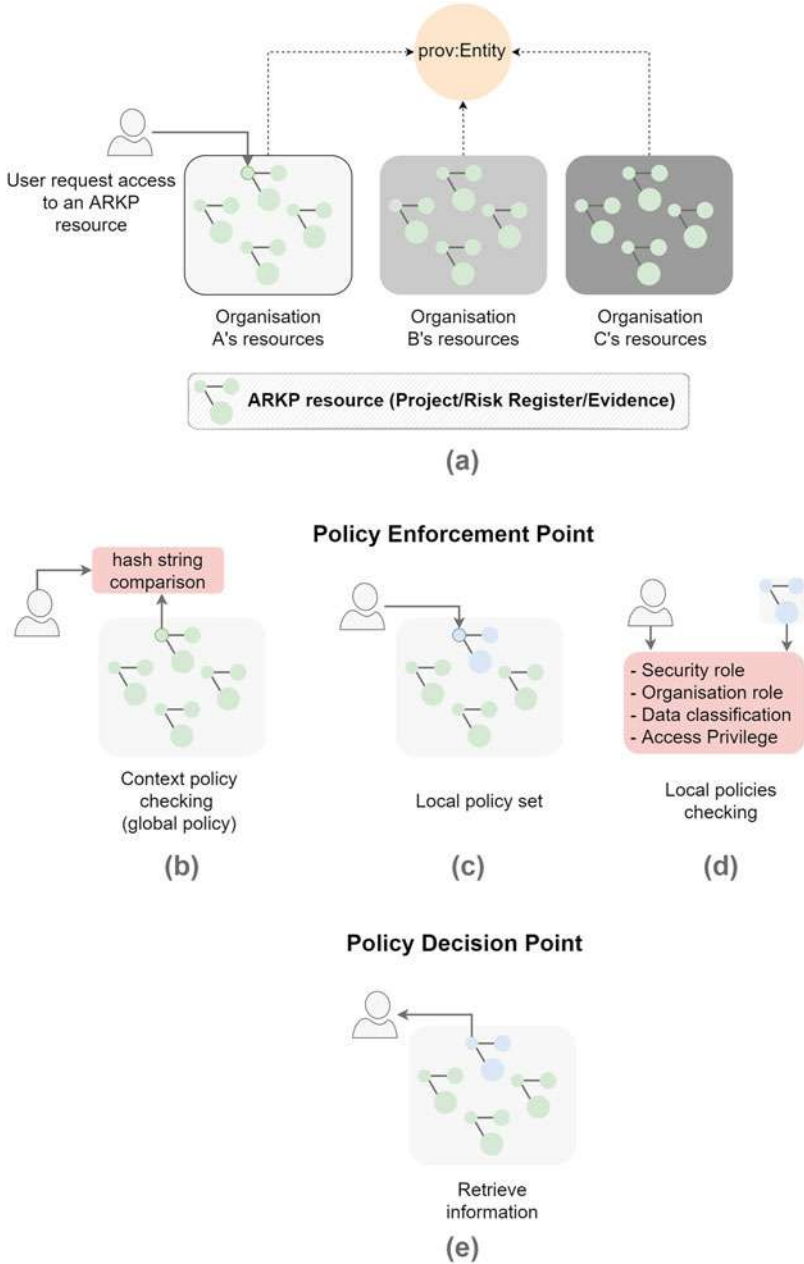 prov:Entity
User request access
to an ARKP
resource
Organisation
A's resources
Organisation
B's resources
Organisation
C's resources
ARKP resource (Project/Risk Register/Evidence)
(a)
Policy Enforcement Point
hash string
comparison
Context policy
checking
(global policy)
(b)
Local policy set
(c)
- Security role
- Organisation role
- Data classification
- Access Privilege
Local policies
checking
(d)
Policy Decision Point
Retrieve
information
(e)